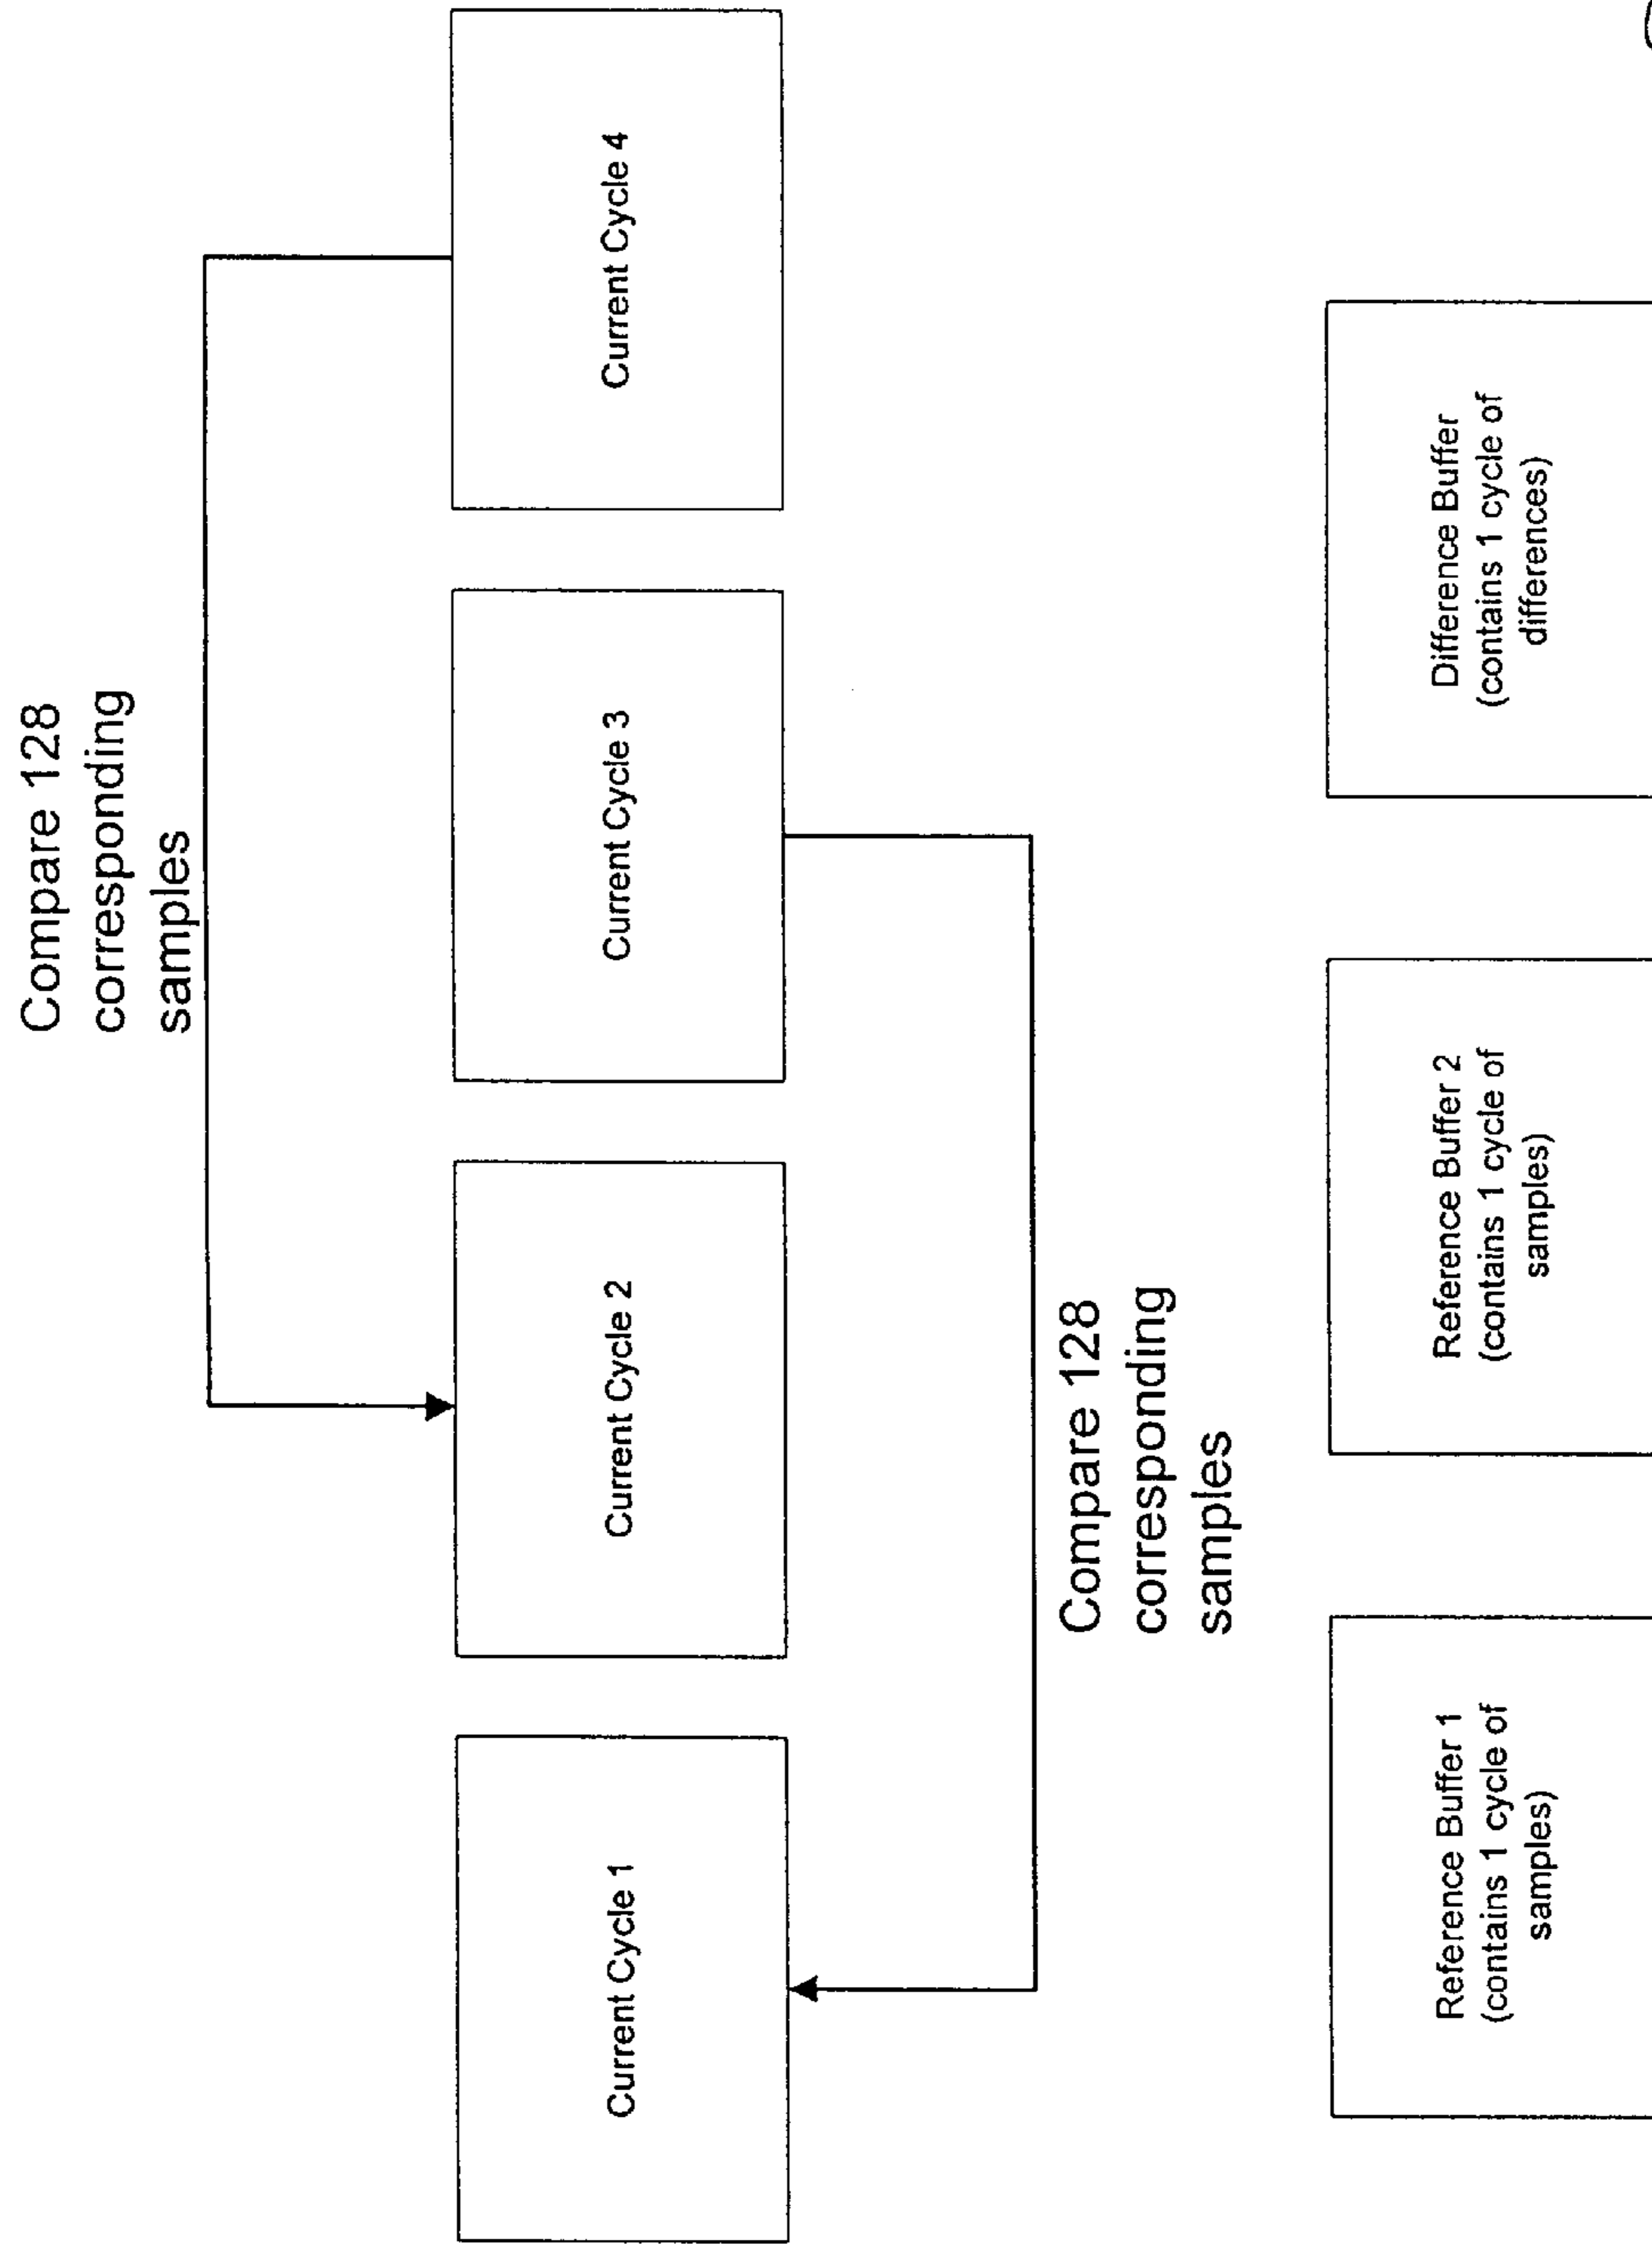 Compare 128
corresponding
samples
Current Cycle 1
Current Cycle 2
Current Cycle 3
Current Cycle 4
Compare 128
corresponding
samples
Reference Buffer 1
(contains 1 cycle of
samples)
Reference Buffer 2
(contains 1 cycle of
samples)
Difference Buffer
(contains 1 cycle of
differences)